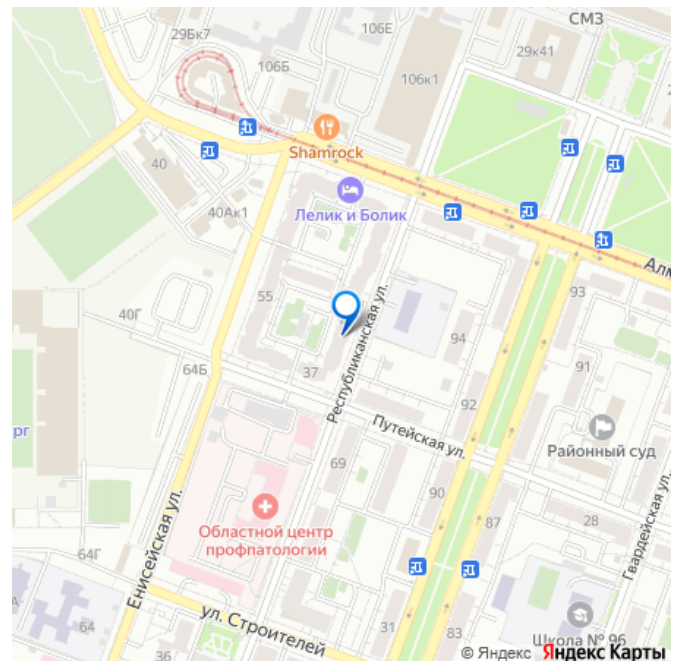 СМЗ
29Бк7
106Е
29к41
106Б
106к1
Shamrock
40
Лелик и Болик
40Ак1
Алм
93
55
40Г
Республиканская ул.
94
91
64Б
37
92
Путейская ул.
Районный суд
рг
69
90
Областной центр
профпатологии
87
28
Гвардейская ул.
Енисейская ул.
64Г
А
ул. Строителей
64
31
83
Школа № 96
36
© Яндекс Яндекс Карты